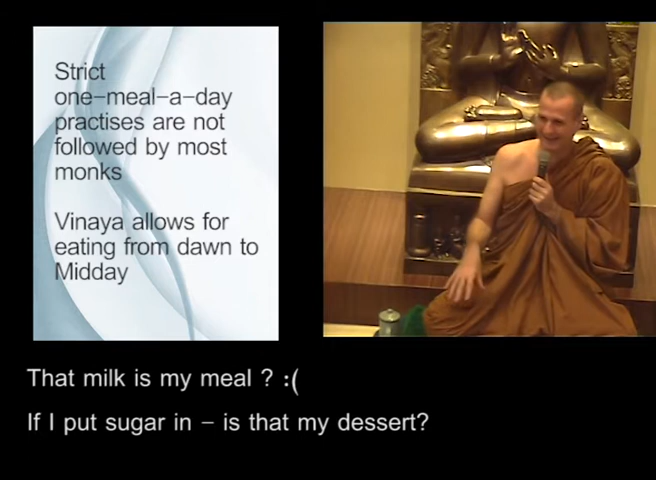 Strict
one-meal-a-day
practises are not
followed by most
monks
Vinaya allows for
eating from dawn to
Midday
That milk is my meal ? :(
If I put sugar in – is that my dessert?